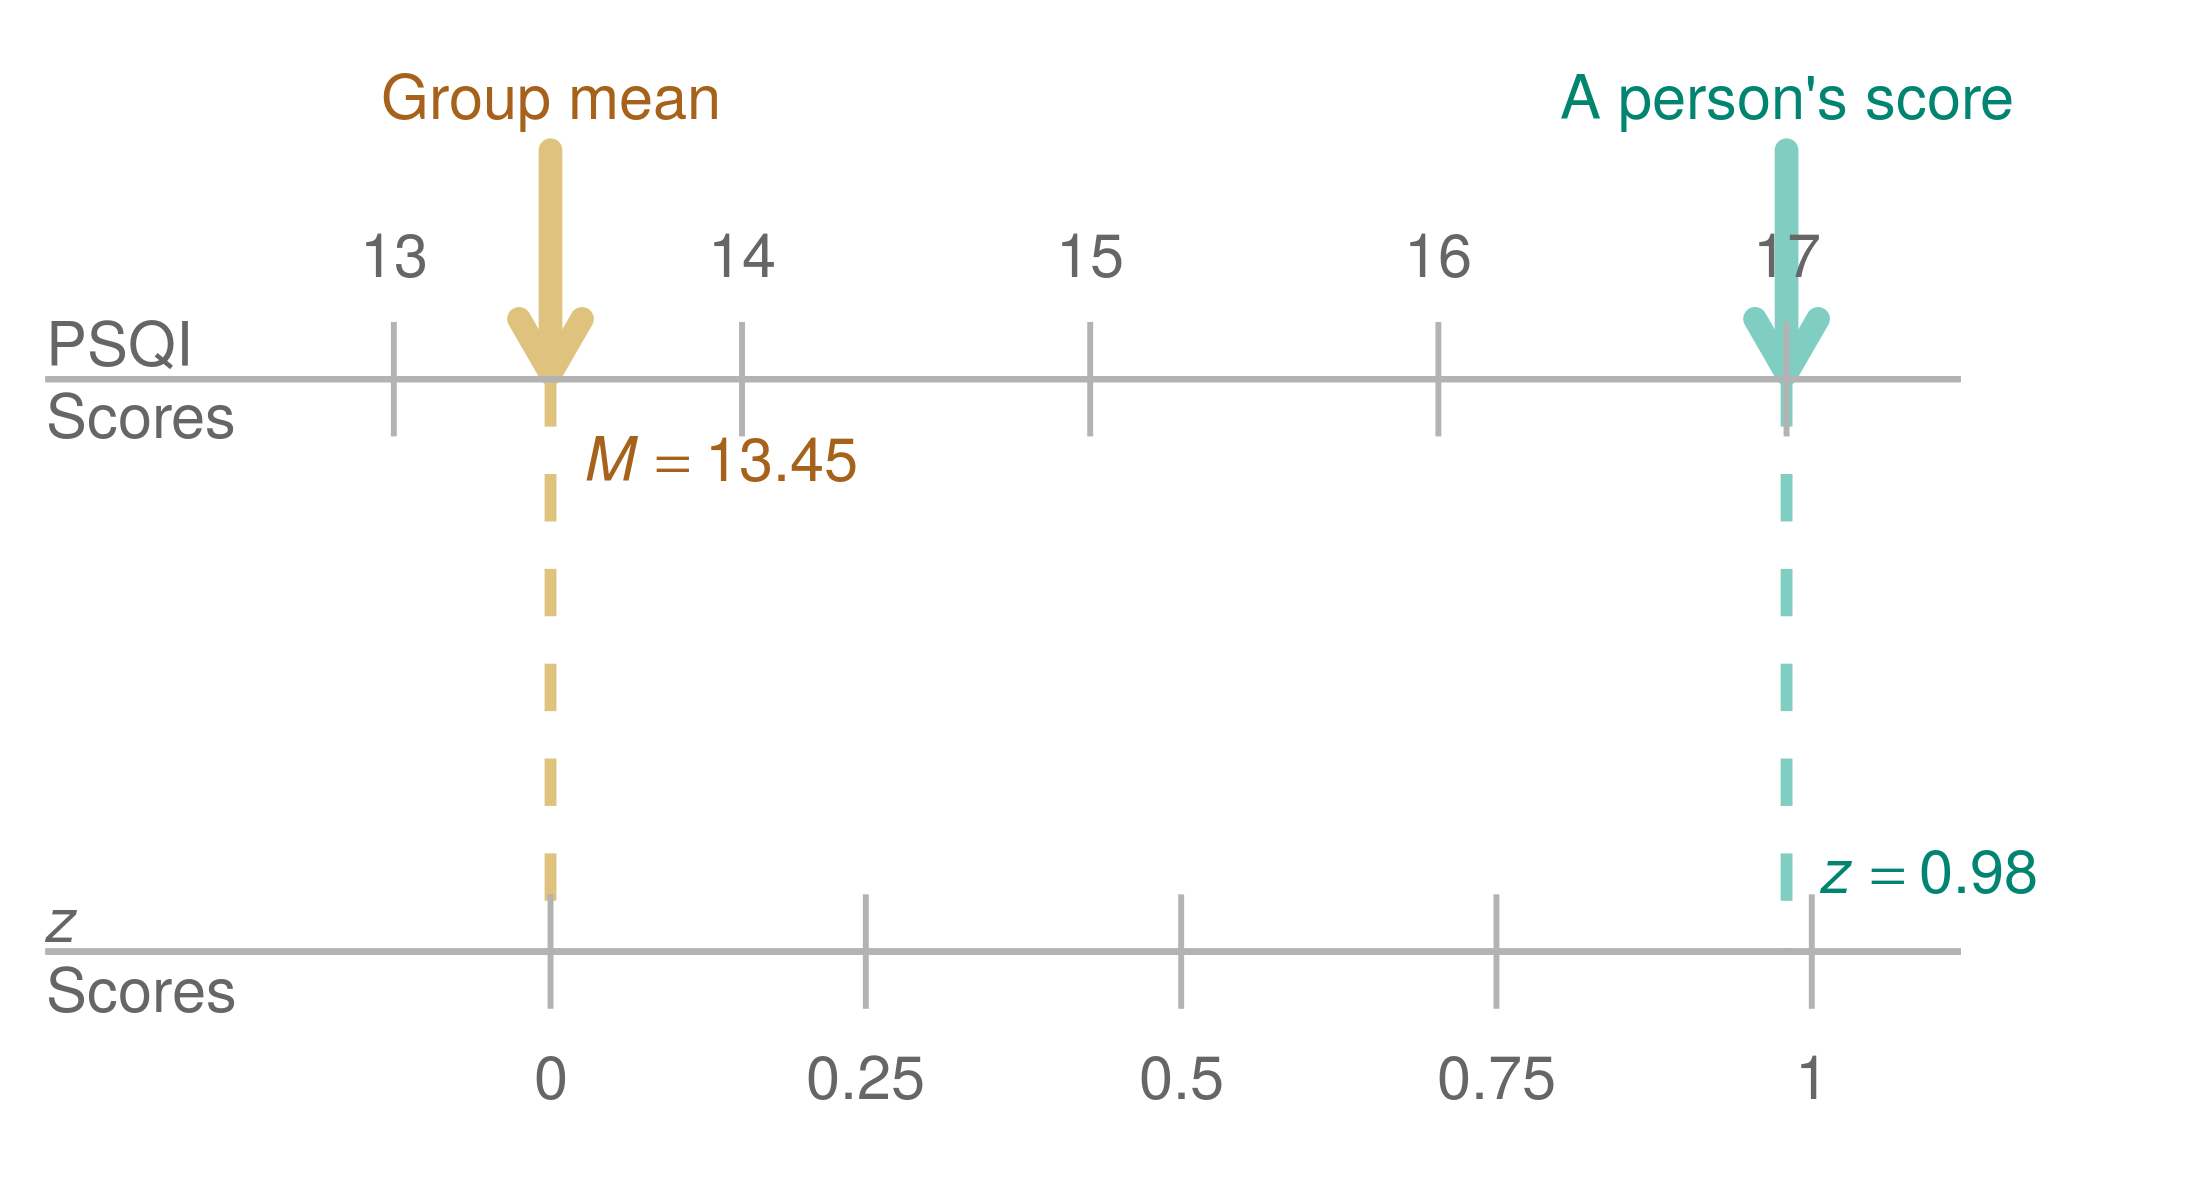 Group mean
A person's score
13
14
15
16
17
PSQI
Scores
M = 13.45
z = 0.98
z
Scores
0
0.25
0.5
0.75
1